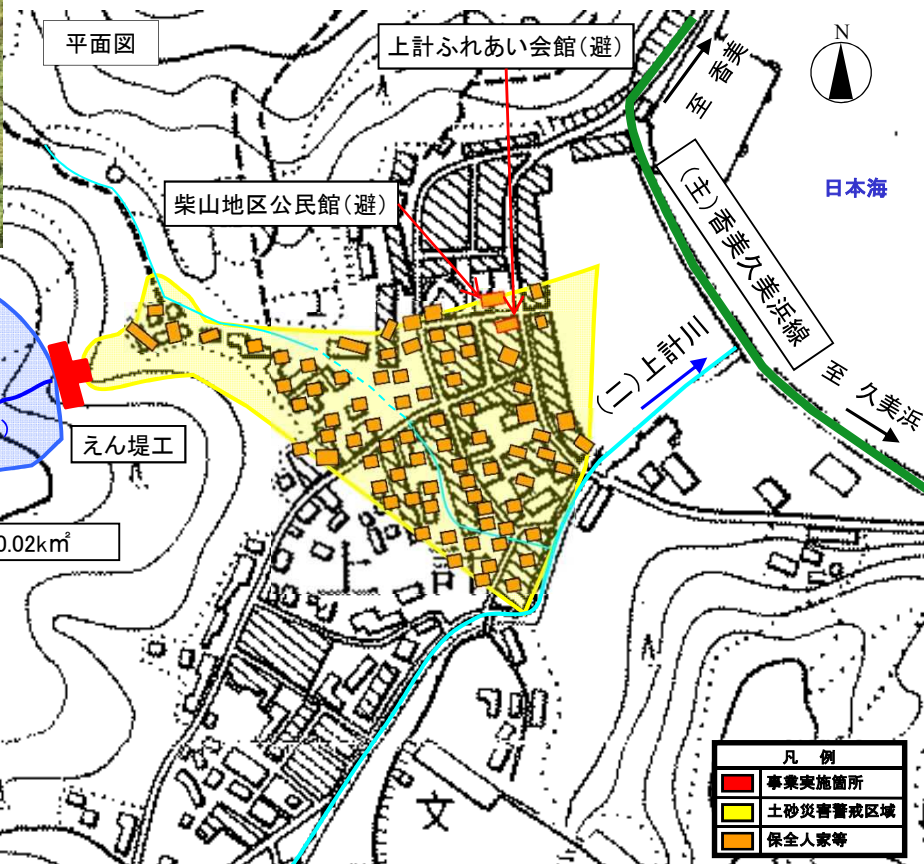 平面図
上計ふれあい会館(避)
N
至 香美
日本海
柴山地区公民館(避)
(主)香美久美浜線
(二)上計川
至 久美浜
えん堤工
)
0.02k㎡
上 計
文
凡 例
事業実施箇所
土砂災害警戒区域
保全人家等